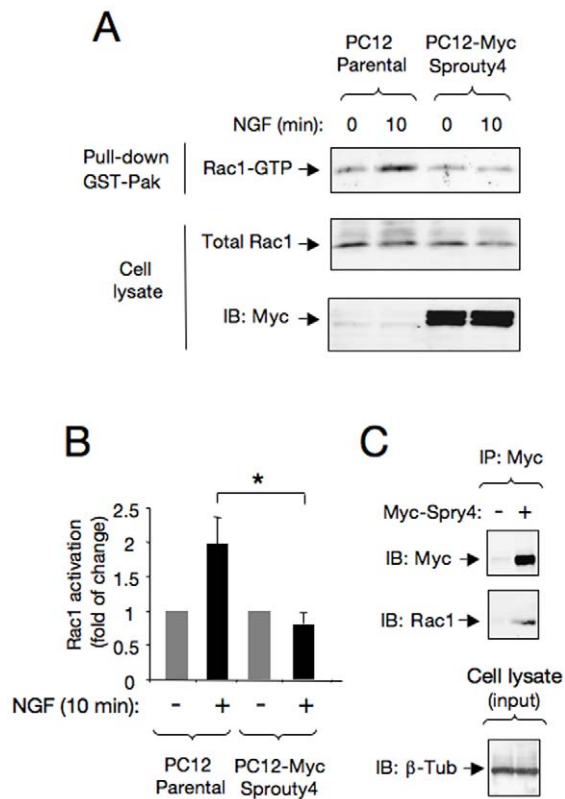 A
PC12 Parental
PC12-Myc Sprouty4
NGF (min): 0 10 0 10
Pull-down GST-Pak
Rac1-GTP
Cell lysate
Total Rac1
IB: Myc
B
*
Rac1 activation (fold of change)
2.5
2
1.5
1
0.5
0
NGF (10 min): - + - +
PC12 Parental
PC12-Myc Sprouty4
C
IP: Myc
Myc-Spry4: - +
IB: Myc
IB: Rac1
Cell lysate
(input)
IB: β-Tub